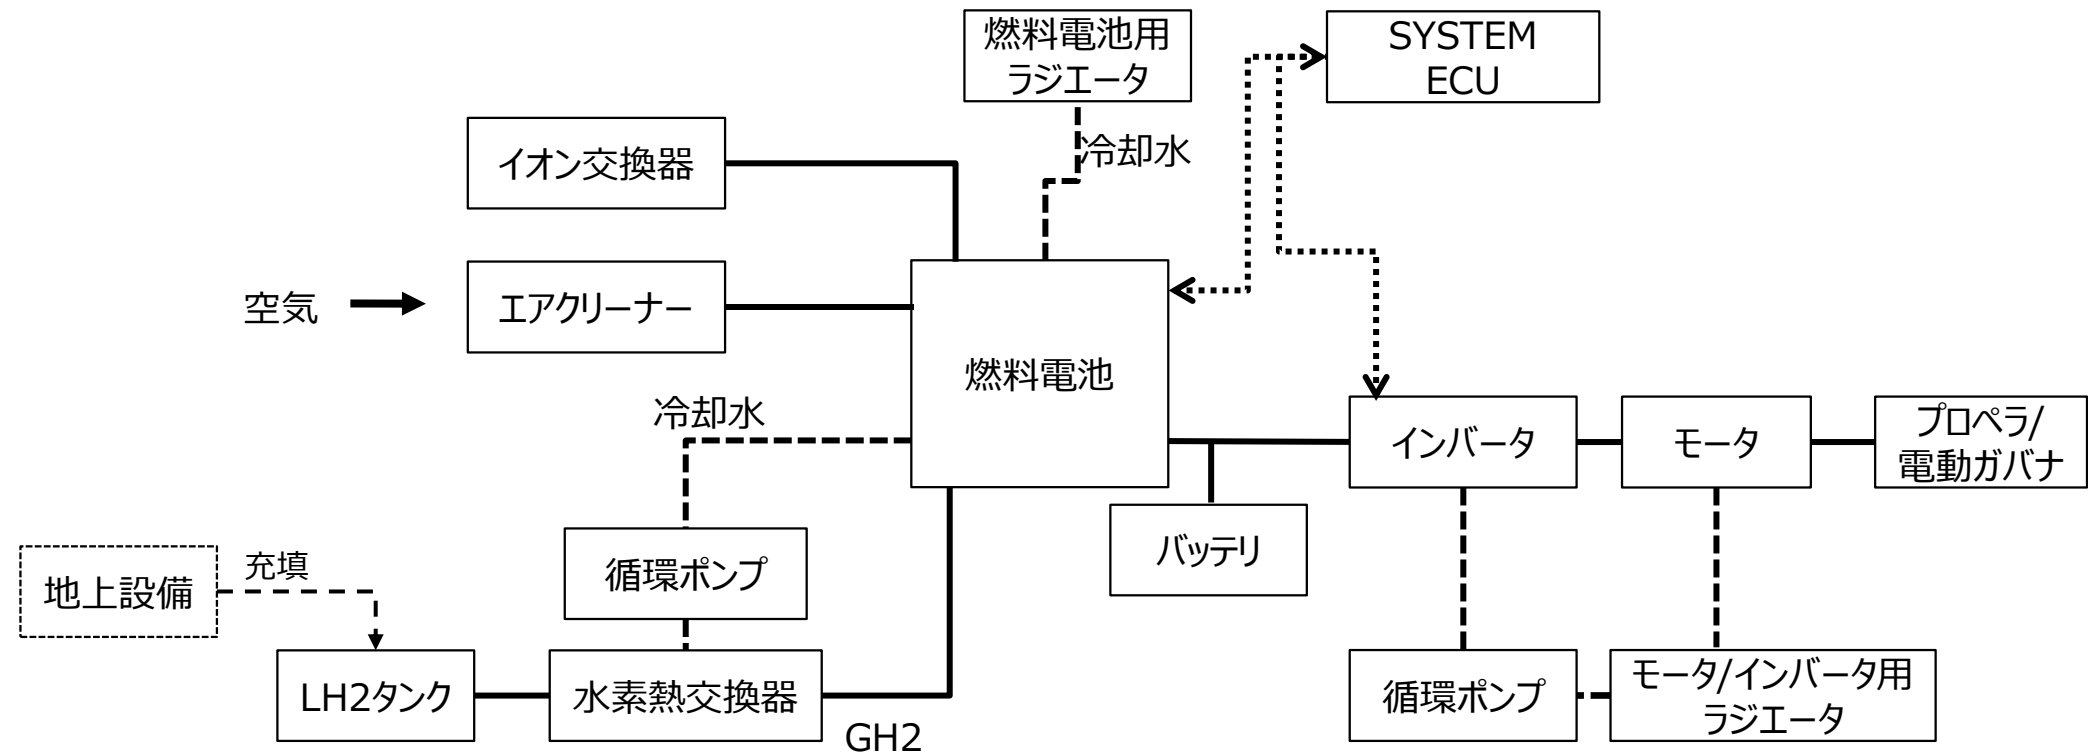 燃料電池用
ラジエータ
SYSTEM
ECU
冷却水
イオン交換器
空気
エアクリーナー
燃料電池
冷却水
インバータ
モータ
プロペラ/
電動ガバナ
バッテリ
循環ポンプ
地上設備
充填
LH2タンク
水素熱交換器
GH2
循環ポンプ
モータ/インバータ用
ラジエータ